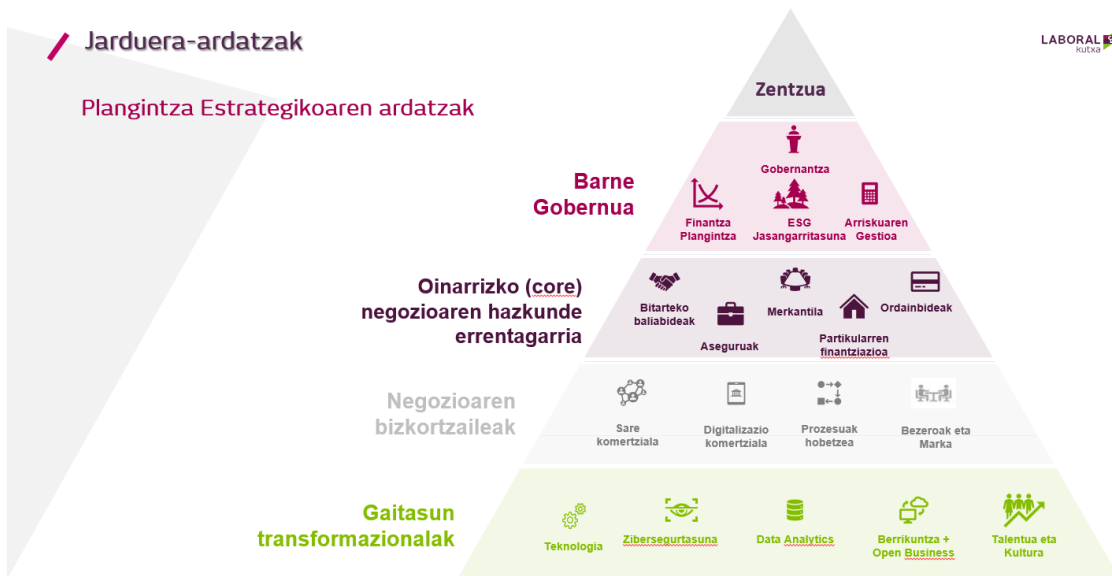 Jarduera-ardatzak
LABORAL
kutxa
Plangintza Estrategikoaren ardatzak
Zentzua
Barne
Gobernua
Gobernantza
Finantza
Plangintza
ESG
Jasangarritasuna
Arriskuaren
Gestioa
Oinarrizko (core)
negozioaren hazkunde
errentagarria
Bitarteko
baliabideak
Aseguruak
Merkantila
Partikularren
finantziazioa
Ordainbideak
Negozioaren
bizkortzaileak
Sare
komertziala
Digitalizazio
komertziala
Prozesuak
hobetzea
Bezeroak eta
Marka
Gaitasun
transformazionalak
Teknologia
Zibersegurtasuna
Data Analytics
Berrikuntza +
Open Business
Talentua eta
Kultura